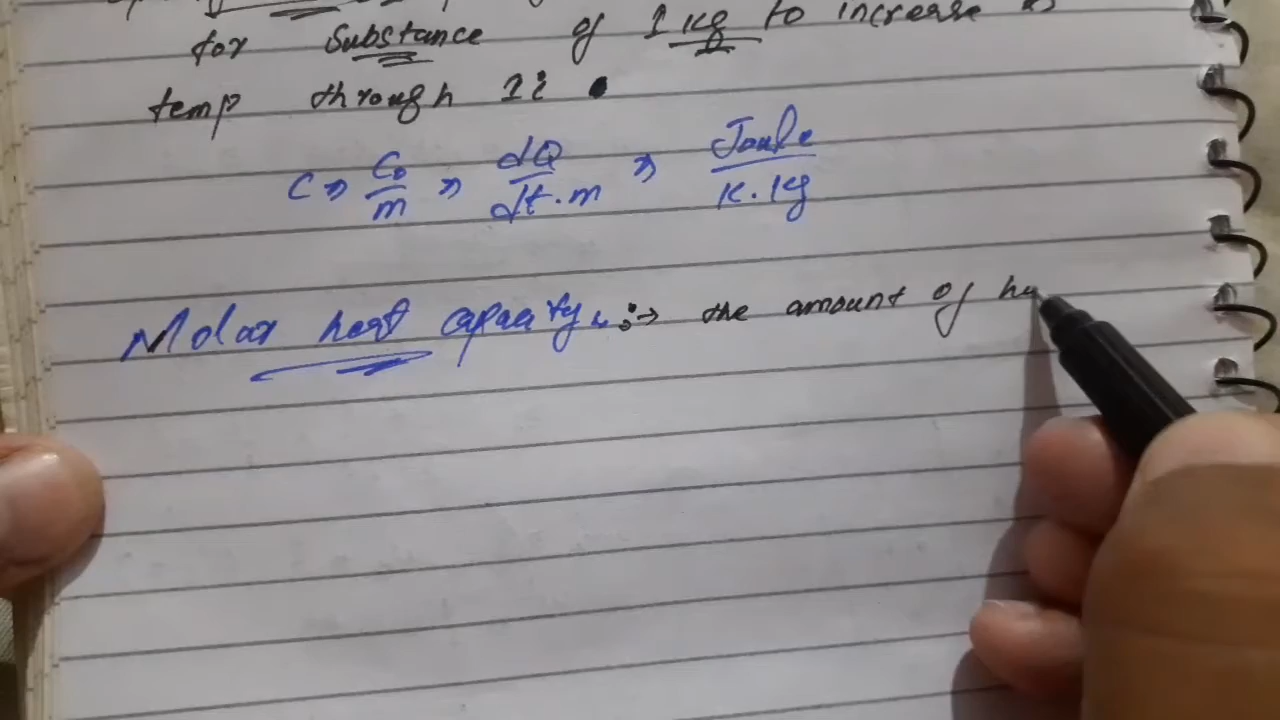 for substance of 1 kg to increase
temp through 1
C => C₀/m => dQ/dt.m => Joule/K.Kg
Molar heat capacity :-> the amount of he